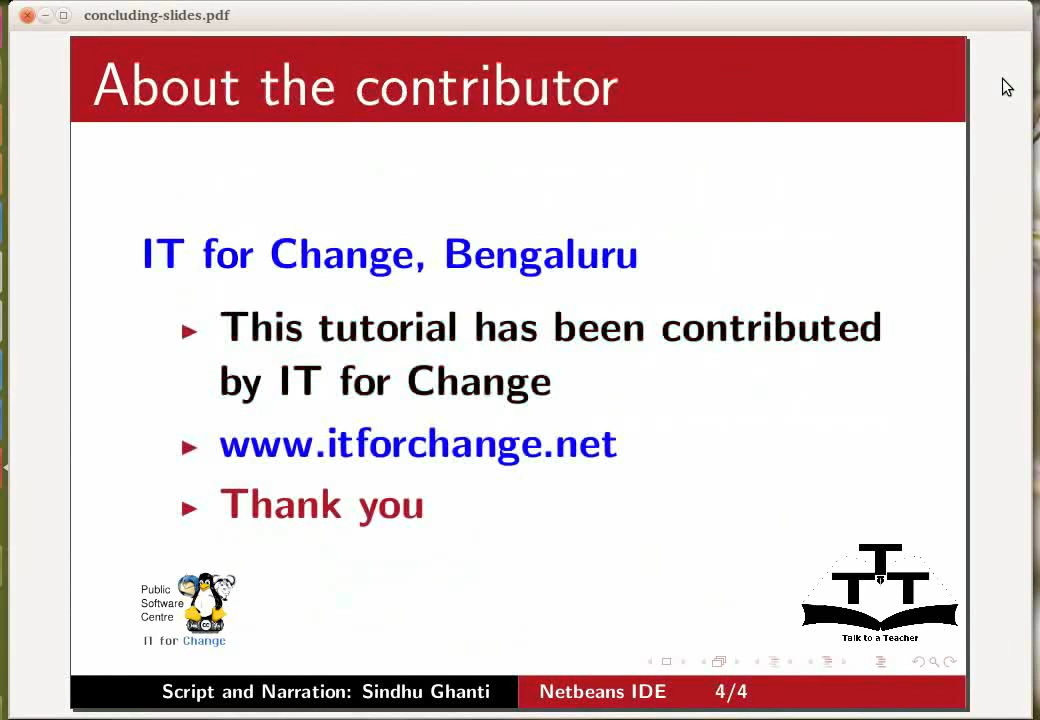 concluding-slides.pdf
About the contributor
IT for Change, Bengaluru
This tutorial has been contributed
by IT for Change
www.itforchange.net
Thank you
Public
Software
Centre
IT for Change
T
T T
Talk to a Teacher
Script and Narration: Sindhu Ghanti Netbeans IDE 4/4